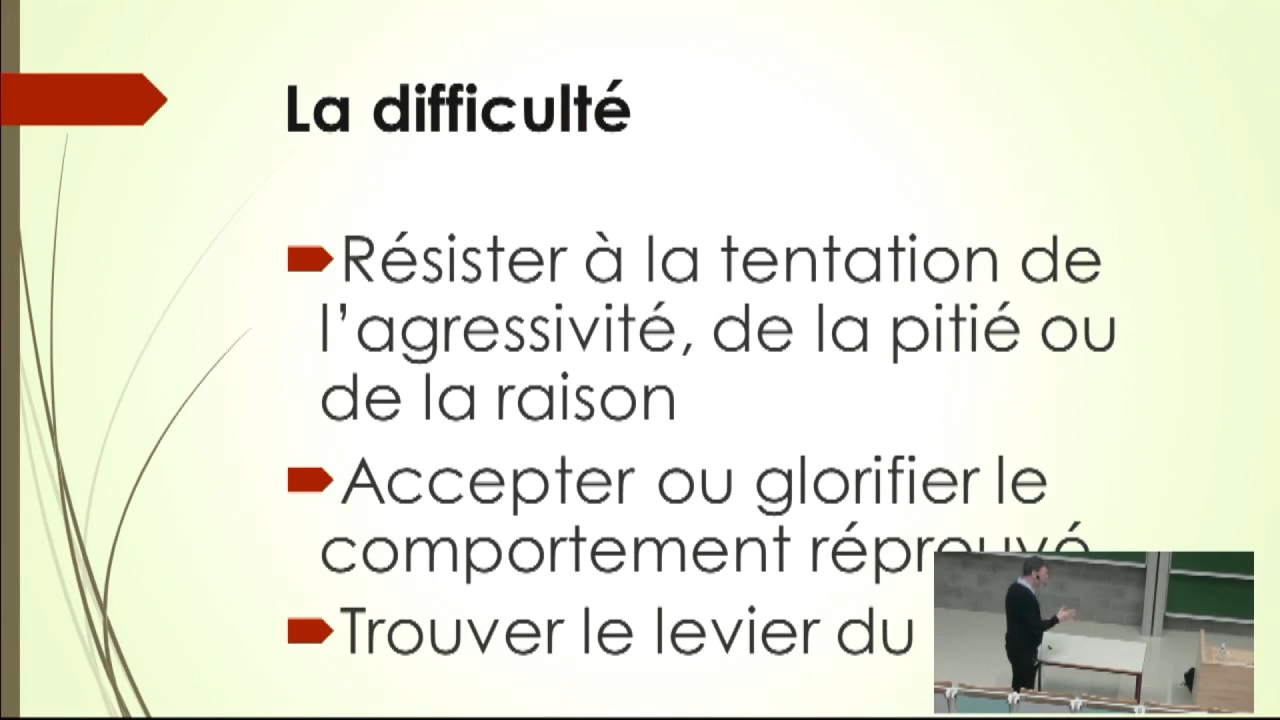 La difficulté
Résister à la tentation de
l'agressivité, de la pitié ou
de la raison
Accepter ou glorifier le
comportement réprouvé
Trouver le levier du